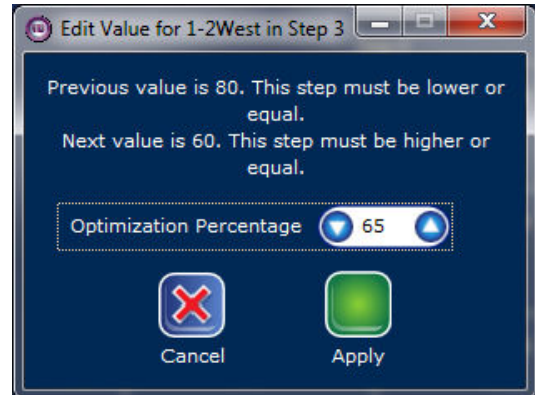 Edit Value for 1-2West in Step 3
Previous value is 80. This step must be lower or
equal.
Next value is 60. This step must be higher or
equal.
Optimization Percentage 65
Cancel Apply